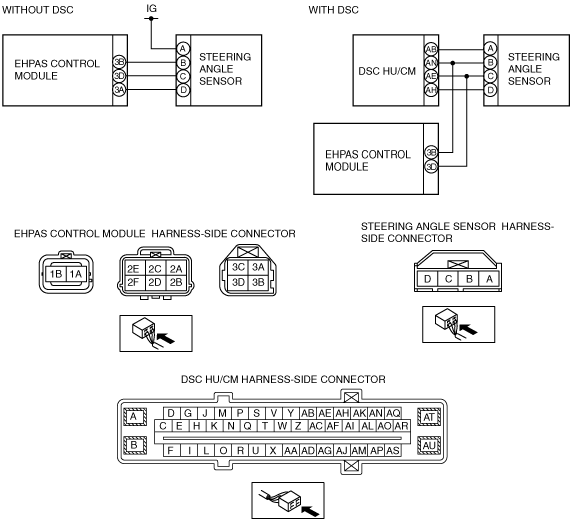 WITHOUT DSC
IG
WITH DSC
EHPAS CONTROL
MODULE
3B
3D
3A
A
B
C
D
STEERING
ANGLE
SENSOR
DSC HU/CM
AB
AN
AE
AH
A
B
C
D
STEERING
ANGLE
SENSOR
EHPAS CONTROL
MODULE
3B
3D
EHPAS CONTROL MODULE HARNESS-SIDE CONNECTOR
1B 1A
2E 2C 2A
2F 2D 2B
3C 3A
3D 3B
STEERING ANGLE SENSOR HARNESS-
SIDE CONNECTOR
D C B A
DSC HU/CM HARNESS-SIDE CONNECTOR
A
B
D G J M P S V Y AB AE AH AK AN AQ
C E H K N Q T W Z AC AF AI AL AO AR
F I L O R U X AA AD AG AJ AM AP AS
AT
AU